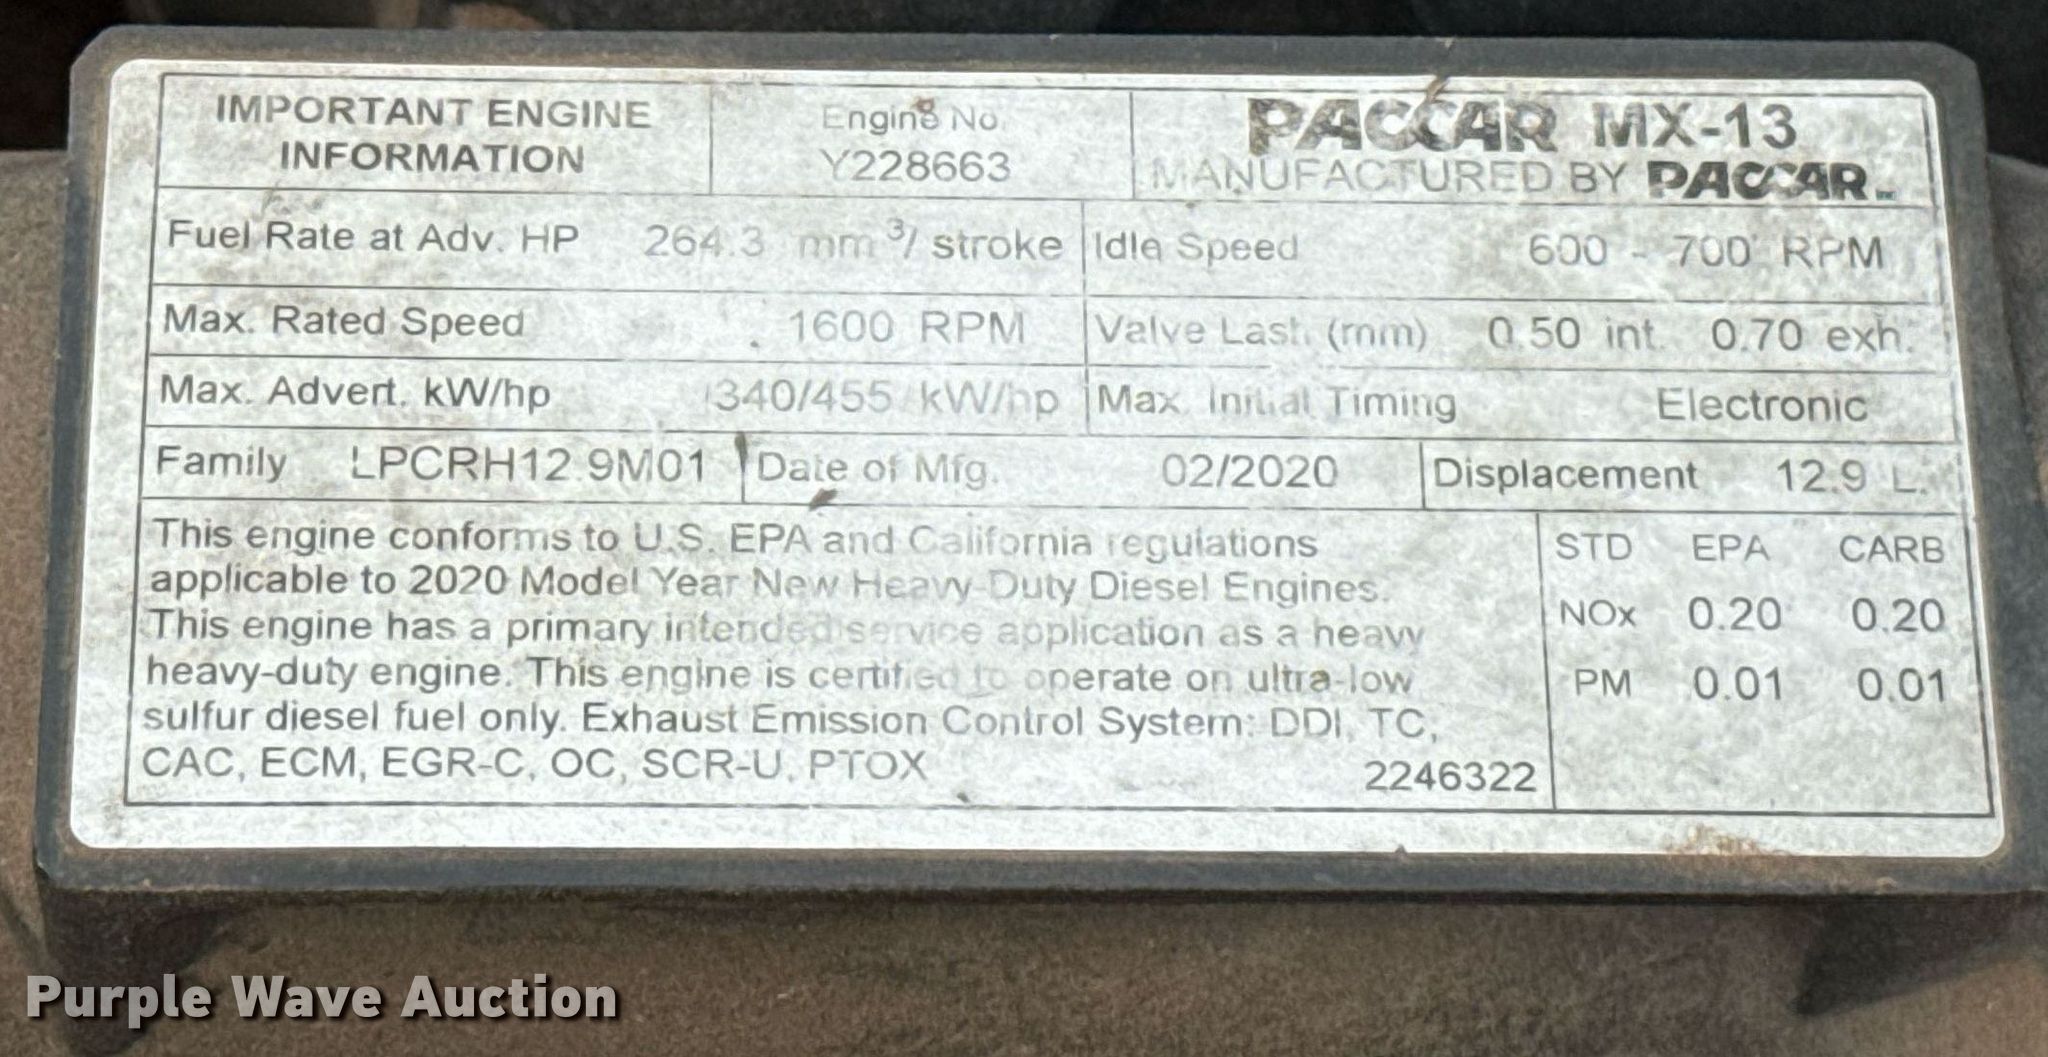 IMPORTANT ENGINE
INFORMATION
Engine No.
Y228663
PACCAR MX-13
MANUFACTURED BY PACCAR
Fuel Rate at Adv. HP 264.3 mm³/ stroke
Idle Speed 600 - 700 RPM
Max. Rated Speed 1600 RPM
Valve Lash (mm) 0.50 int. 0.70 exh.
Max. Advert. kW/hp 340/455 kW/hp
Max. Initial Timing Electronic
Family LPCRH12.9M01
Date of Mfg. 02/2020
Displacement 12.9 L.
This engine conforms to U.S. EPA and California regulations
applicable to 2020 Model Year New Heavy-Duty Diesel Engines.
This engine has a primary intended service application as a heavy
heavy-duty engine. This engine is certified to operate on ultra-low
sulfur diesel fuel only. Exhaust Emission Control System: DDI, TC,
CAC, ECM, EGR-C, OC, SCR-U, PTOX
2246322
STD EPA CARB
NOx 0.20 0.20
PM 0.01 0.01
Purple Wave Auction